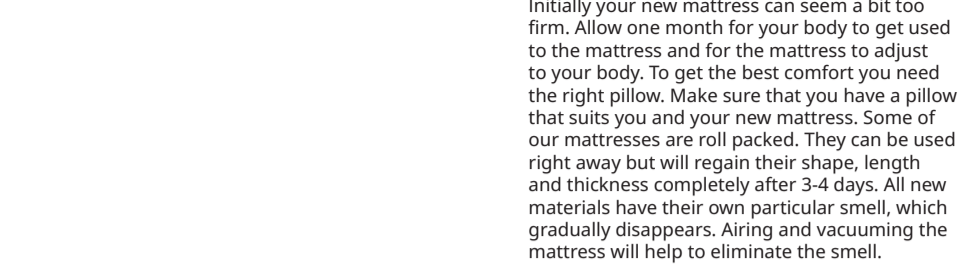 Initially your new mattress can seem a bit too
firm. Allow one month for your body to get used
to the mattress and for the mattress to adjust
to your body. To get the best comfort you need
the right pillow. Make sure that you have a pillow
that suits you and your new mattress. Some of
our mattresses are roll packed. They can be used
right away but will regain their shape, length
and thickness completely after 3-4 days. All new
materials have their own particular smell, which
gradually disappears. Airing and vacuuming the
mattress will help to eliminate the smell.